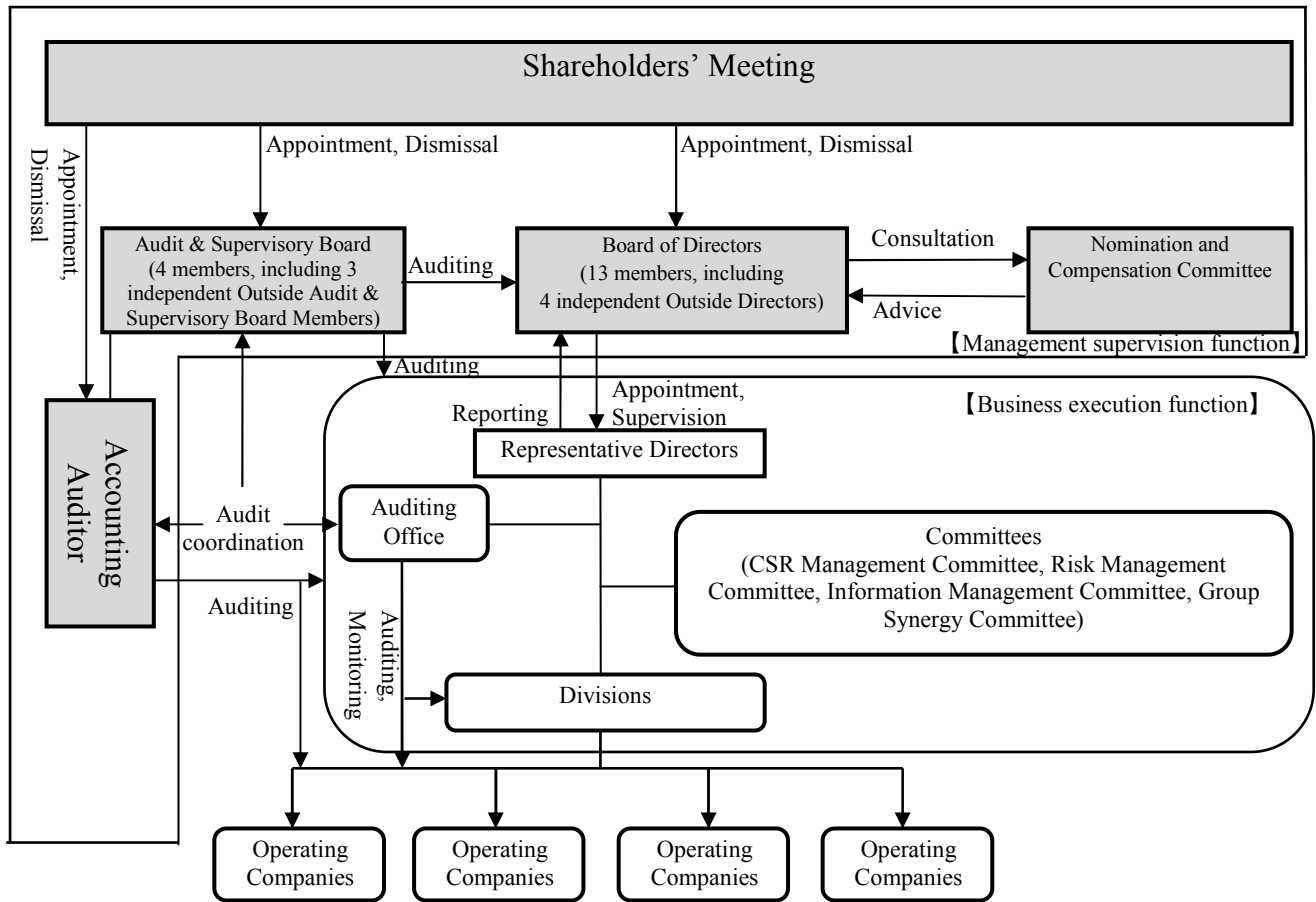 Shareholders’ Meeting
Appointment,
Dismissal
Appointment, Dismissal
Appointment, Dismissal
Audit & Supervisory Board
(4 members, including 3
independent Outside Audit &
Supervisory Board Members)
Auditing
Board of Directors
(13 members, including
4 independent Outside Directors)
Consultation
Advice
Nomination and
Compensation Committee
【Management supervision function】
Auditing
Reporting
Appointment,
Supervision
【Business execution function】
Representative Directors
Accounting
Auditor
Audit
coordination
Auditing
Office
Committees
(CSR Management Committee, Risk Management
Committee, Information Management Committee, Group
Synergy Committee)
Auditing
Auditing,
Monitoring
Divisions
Operating
Companies
Operating
Companies
Operating
Companies
Operating
Companies